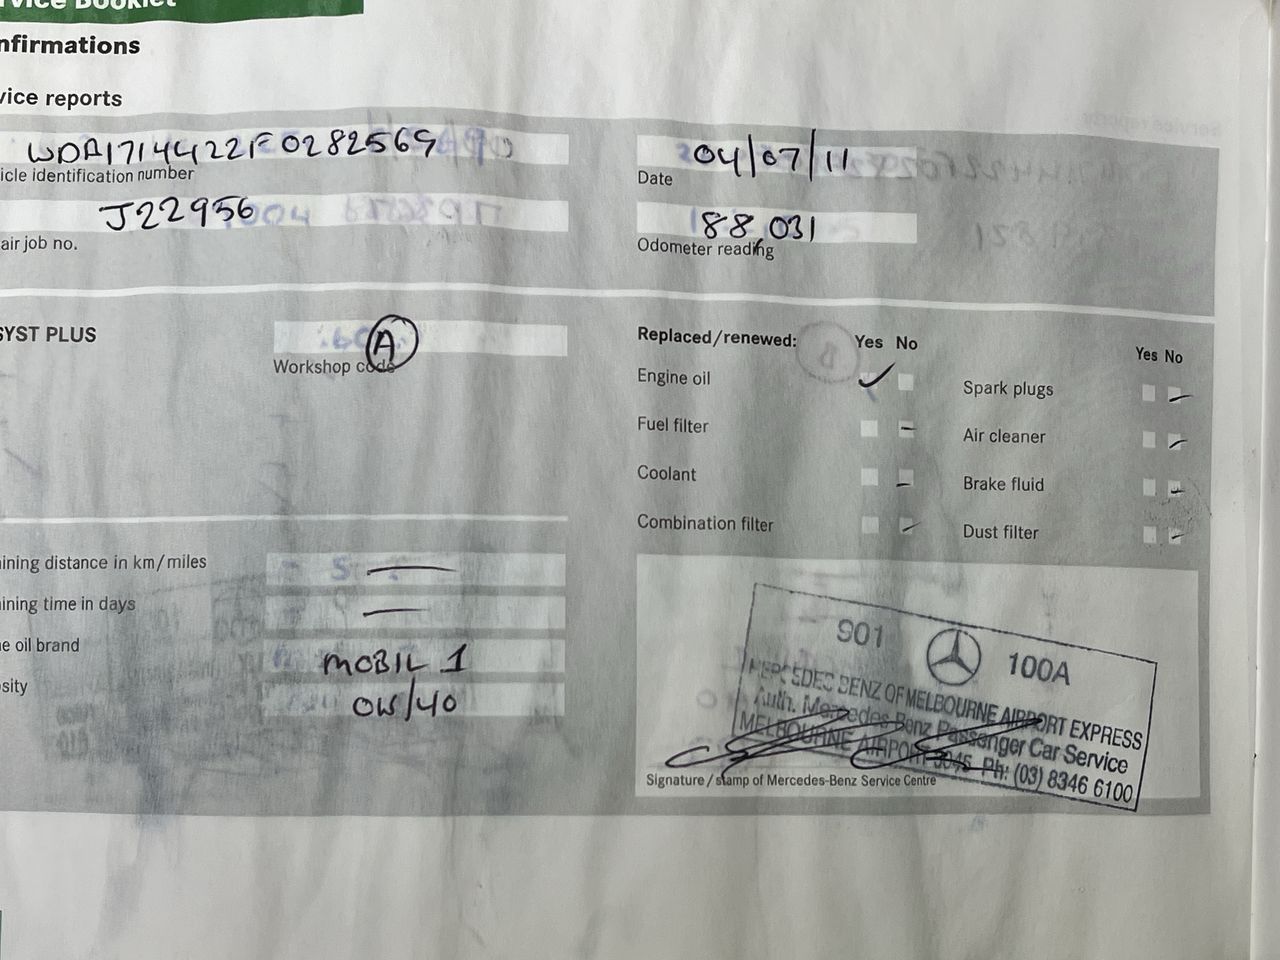 rvice Booklet
nfirmations
vice reports
WDA1714422F0282569
icle identification number
04/07/11
Date
J22956
air job no.
88,031
Odometer reading
SYST PLUS
A
Workshop code
Replaced/renewed:
Yes No
Yes No
Engine oil
Spark plugs
Fuel filter
Air cleaner
Coolant
Brake fluid
Combination filter
Dust filter
ining distance in km/miles
ining time in days
e oil brand
MOBIL 1
sity
0W/40
901
100A
MERCEDES BENZ OF MELBOURNE AIRPORT EXPRESS
Auth. Mercedes-Benz Passenger Car Service
MELBOURNE AIRPORT 3045 Ph: (03) 8346 6100
Signature / stamp of Mercedes-Benz Service Centre